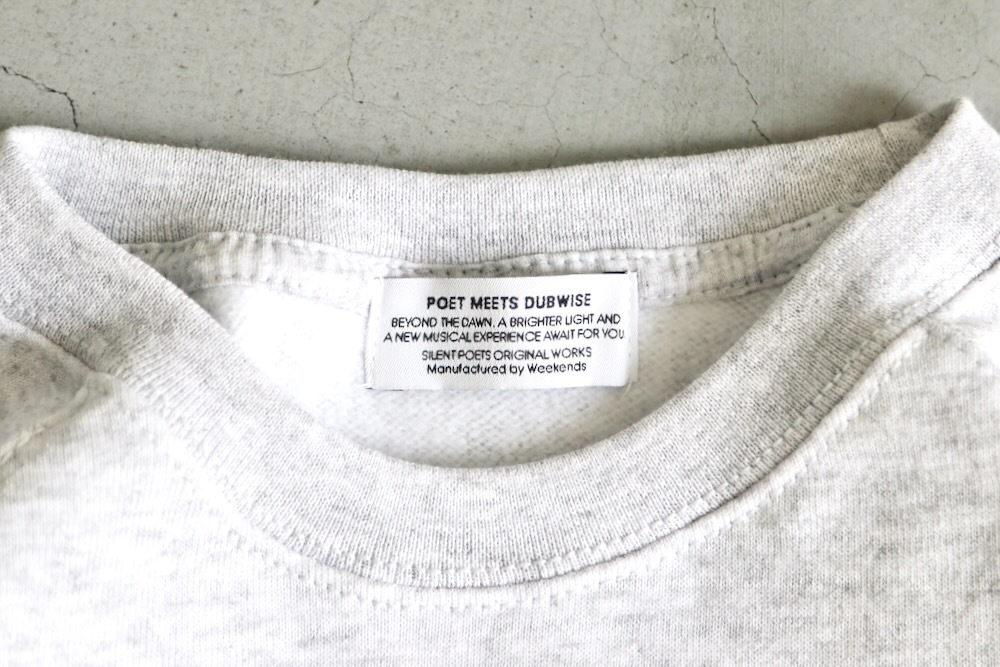 POET MEETS DUBWISE
BEYOND THE DAWN, A BRIGHTER LIGHT AND
A NEW MUSICAL EXPERIENCE AWAIT FOR YOU
SILENT POETS ORIGINAL WORKS
Manufactured by Weekends